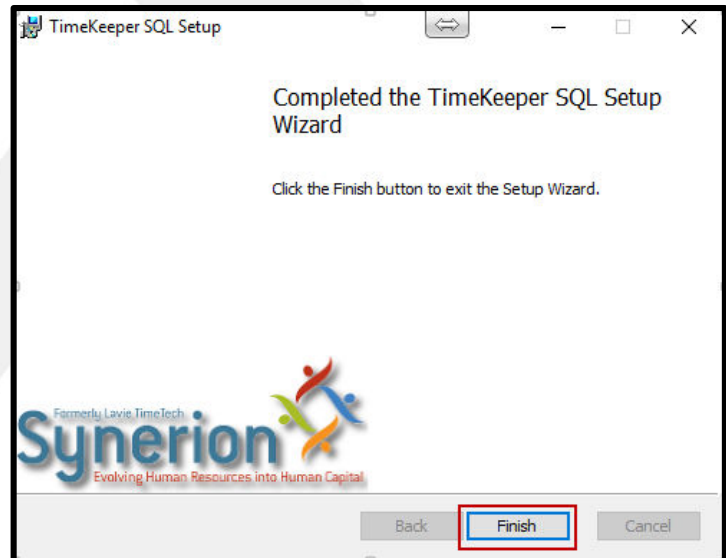 TimeKeeper SQL Setup
Completed the TimeKeeper SQL Setup
Wizard
Click the Finish button to exit the Setup Wizard.
Formerly Lavie TimeTech
Synerion
Evolving Human Resources into Human Capital
Back Finish Cancel